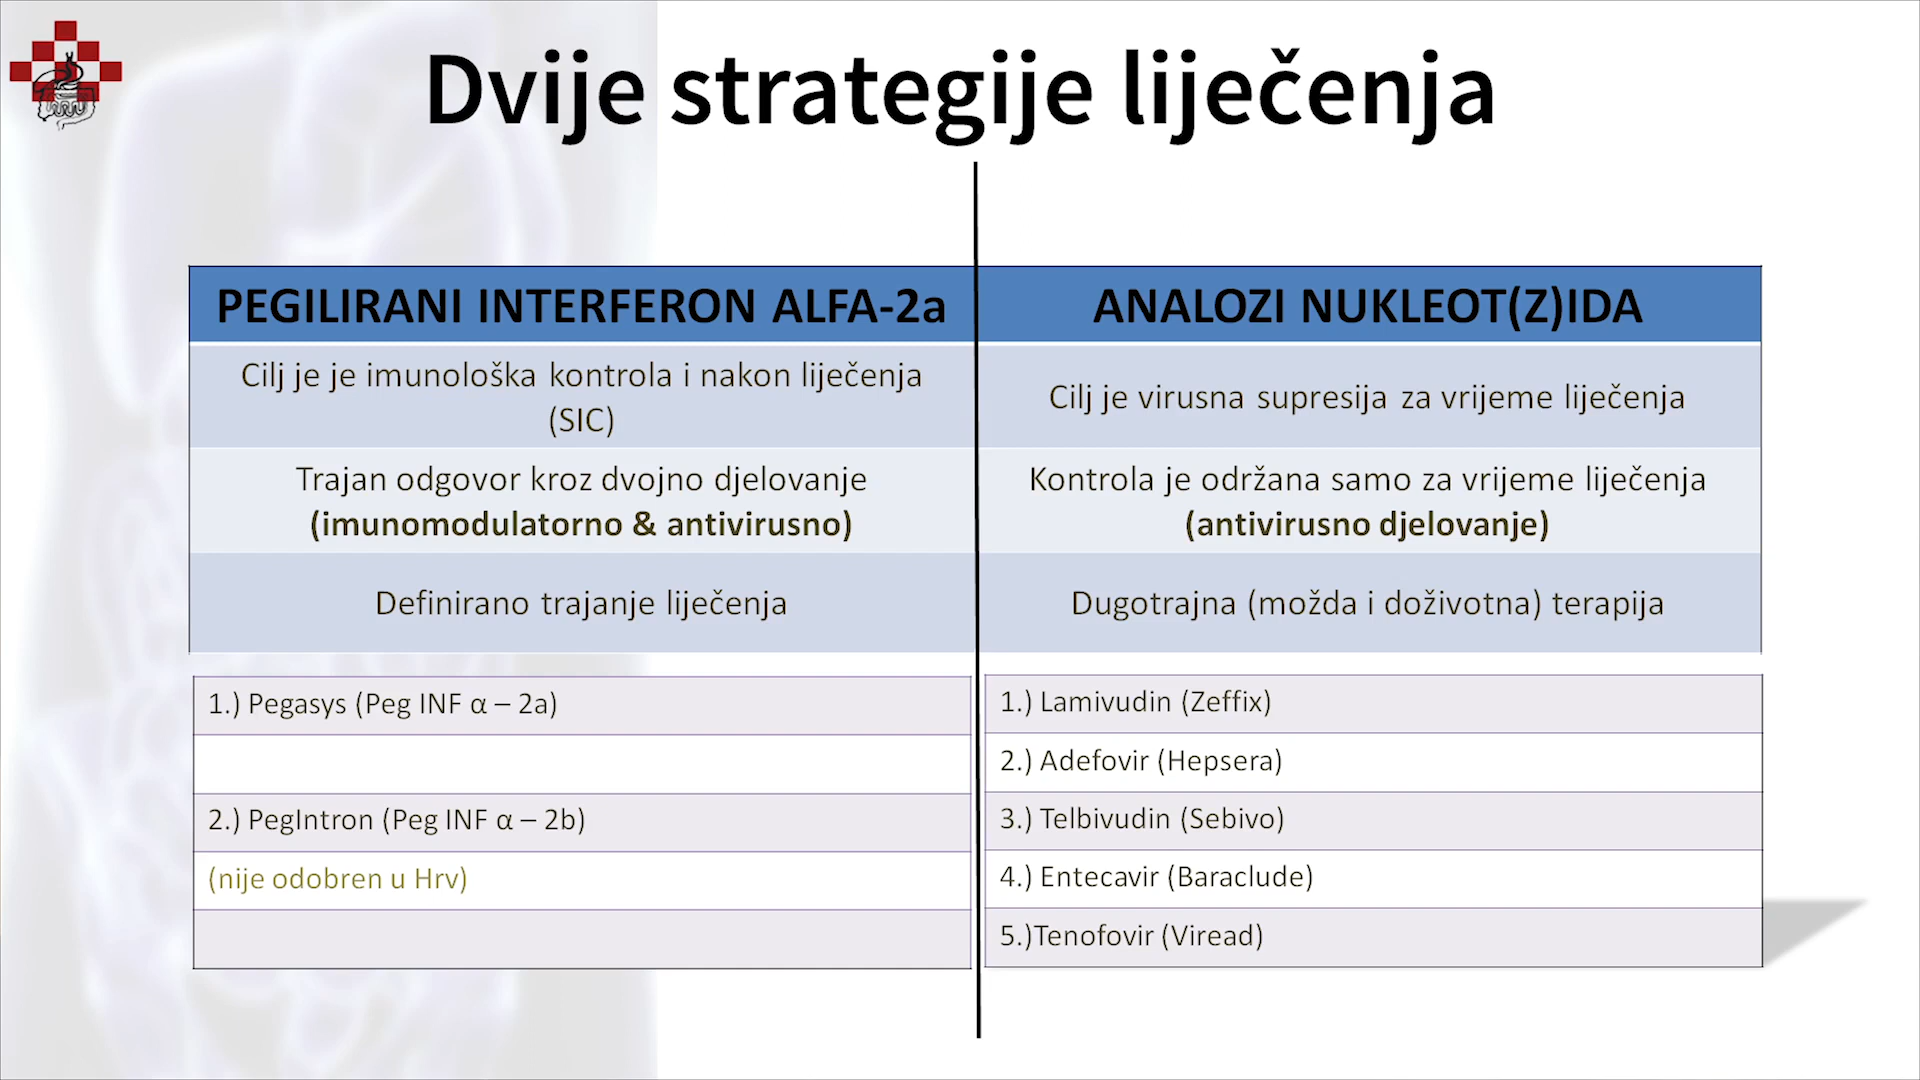 Dvije strategije liječenja
PEGILIRANI INTERFERON ALFA-2a
Cilj je je imunološka kontrola i nakon liječenja
(SIC)
Trajan odgovor kroz dvojno djelovanje
(imunomodulatorno & antivirusno)
Definirano trajanje liječenja
ANALOZI NUKLEOT(Z)IDA
Cilj je virusna supresija za vrijeme liječenja
Kontrola je održana samo za vrijeme liječenja
(antivirusno djelovanje)
Dugotrajna (možda i doživotna) terapija
1.) Pegasys (Peg INF α – 2a)
2.) PegIntron (Peg INF α – 2b)
(nije odobren u Hrv)
1.) Lamivudin (Zeffix)
2.) Adefovir (Hepsera)
3.) Telbivudin (Sebivo)
4.) Entecavir (Baraclude)
5.)Tenofovir (Viread)